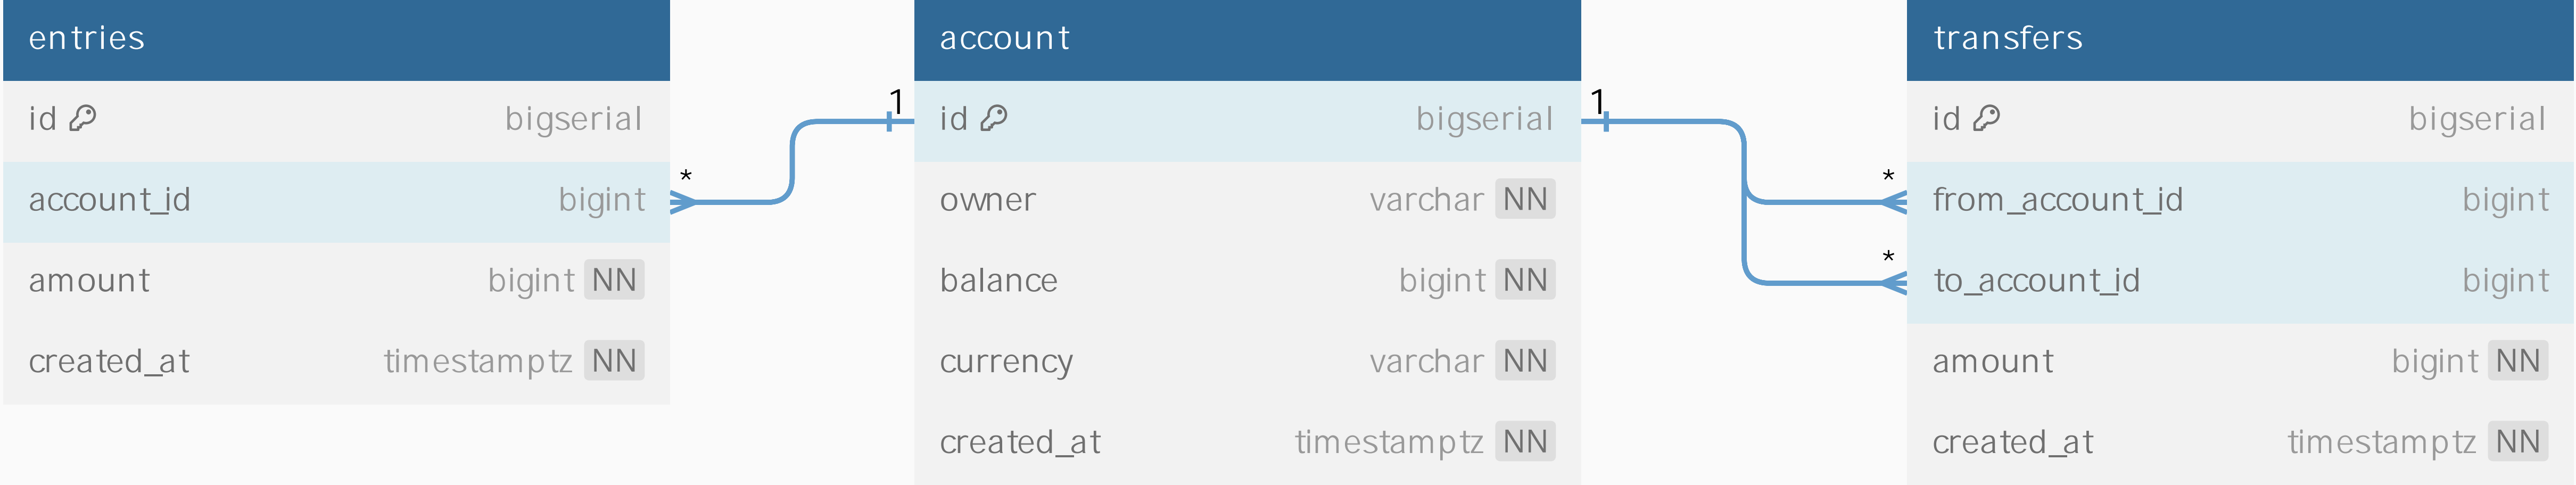 entries
id bigserial
account_id bigint
amount bigint NN
created_at timestamptz NN
*
1
account
id bigserial
owner varchar NN
balance bigint NN
currency varchar NN
created_at timestamptz NN
1
*
*
transfers
id bigserial
from_account_id bigint
to_account_id bigint
amount bigint NN
created_at timestamptz NN